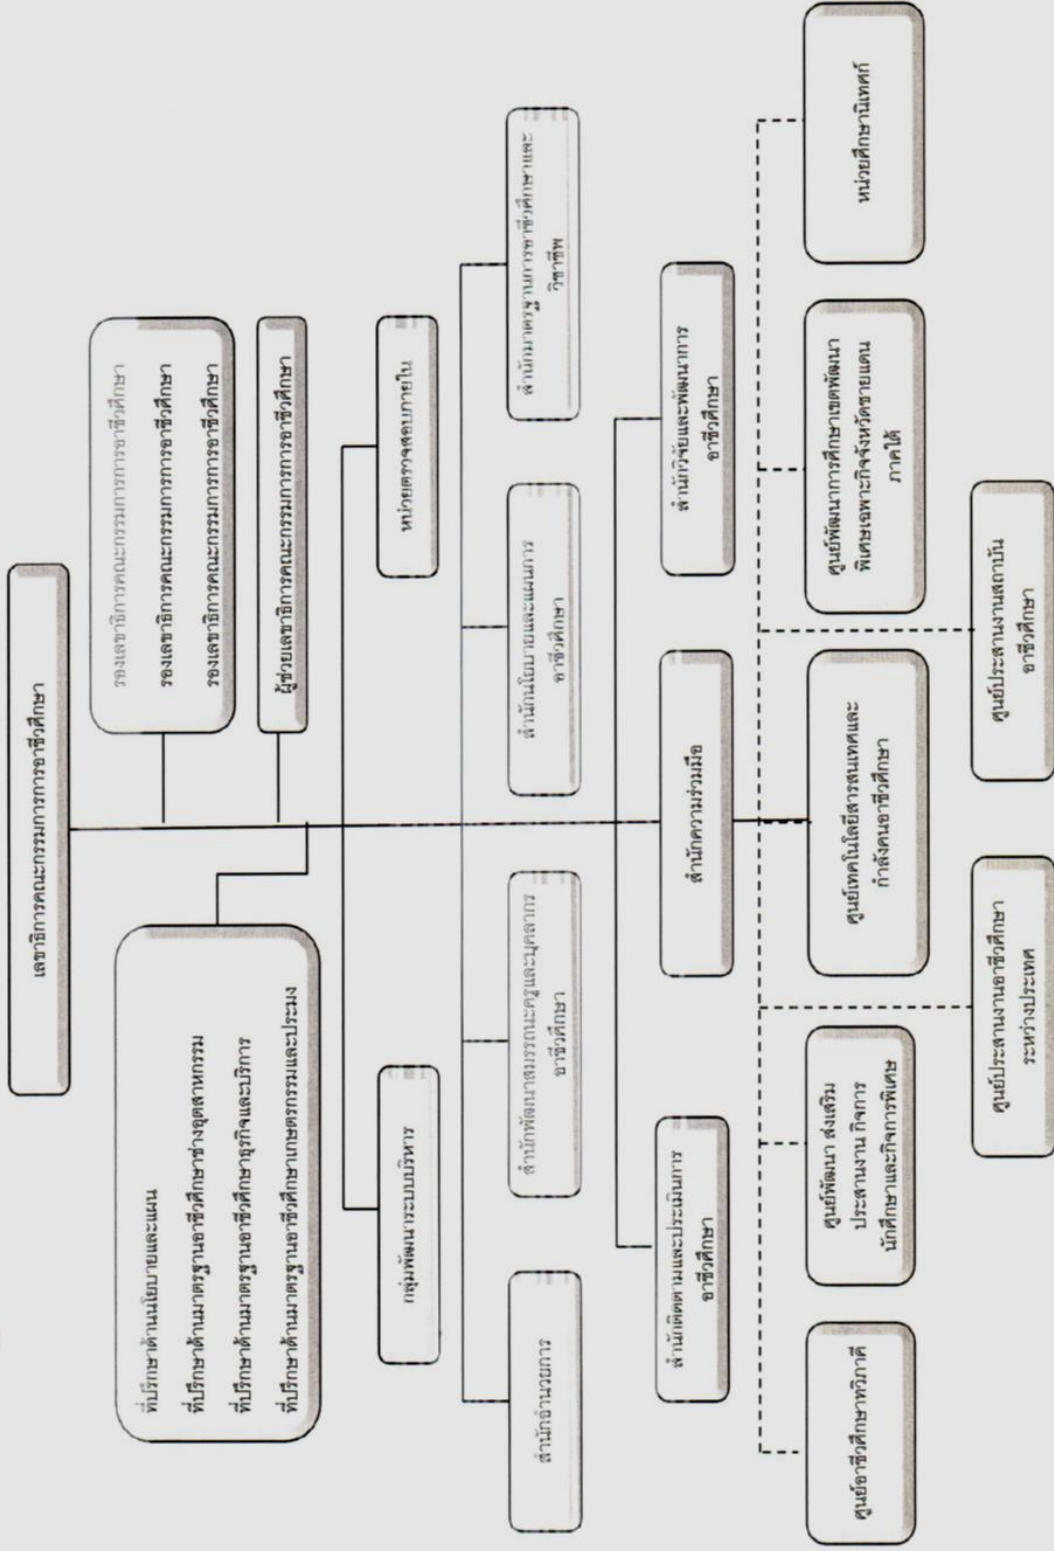 เลขาธิการคณะกรรมการการอาชีวศึกษา
รองเลขาธิการคณะกรรมการการอาชีวศึกษา
รองเลขาธิการคณะกรรมการการอาชีวศึกษา
รองเลขาธิการคณะกรรมการการอาชีวศึกษา
ผู้ช่วยเลขาธิการคณะกรรมการการอาชีวศึกษา
ที่ปรึกษาด้านนโยบายและแผน
ที่ปรึกษาด้านมาตรฐานอาชีวศึกษาช่างอุตสาหกรรม
ที่ปรึกษาด้านมาตรฐานอาชีวศึกษาธุรกิจและบริการ
ที่ปรึกษาด้านมาตรฐานอาชีวศึกษาเกษตรกรรมและประมง
กลุ่มพัฒนาระบบบริหาร
หน่วยตรวจสอบภายใน
สำนักอำนวยการ
สำนักพัฒนาสมรรถนะครูและบุคลากร
อาชีวศึกษา
สำนักนโยบายและแผนการ
อาชีวศึกษา
สำนักมาตรฐานการอาชีวศึกษาและ
วิชาชีพ
สำนักติดตามและประเมินการ
อาชีวศึกษา
สำนักความร่วมมือ
สำนักวิจัยและพัฒนาการ
อาชีวศึกษา
ศูนย์อาชีวศึกษาทวิภาคี
ศูนย์พัฒนา ส่งเสริม
ประสานงาน กิจการ
นักศึกษาและกิจการพิเศษ
ศูนย์เทคโนโลยีสารสนเทศและ
กำลังคนอาชีวศึกษา
ศูนย์พัฒนาการศึกษาเขตพัฒนา
พิเศษเฉพาะกิจจังหวัดชายแดน
ภาคใต้
หน่วยศึกษานิเทศก์
ศูนย์ประสานงานอาชีวศึกษา
ระหว่างประเทศ
ศูนย์ประสานงานสถาบัน
อาชีวศึกษา